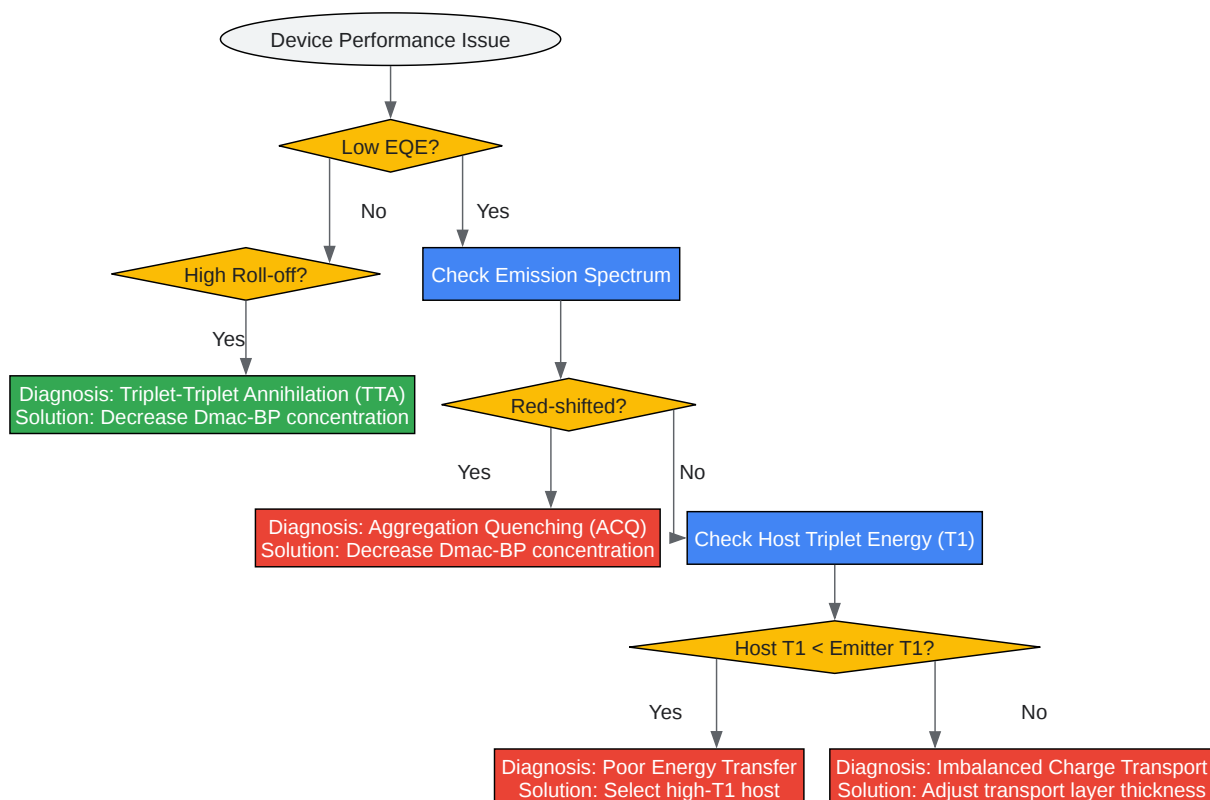 Device Performance Issue
Low EQE?
No
Yes
High Roll-off?
Check Emission Spectrum
Yes
Diagnosis: Triplet-Triplet Annihilation (TTA)
Solution: Decrease Dmac-BP concentration
Red-shifted?
Yes
No
Diagnosis: Aggregation Quenching (ACQ)
Solution: Decrease Dmac-BP concentration
Check Host Triplet Energy (T1)
Host T1 < Emitter T1?
Yes
No
Diagnosis: Poor Energy Transfer
Solution: Select high-T1 host
Diagnosis: Imbalanced Charge Transport
Solution: Adjust transport layer thickness